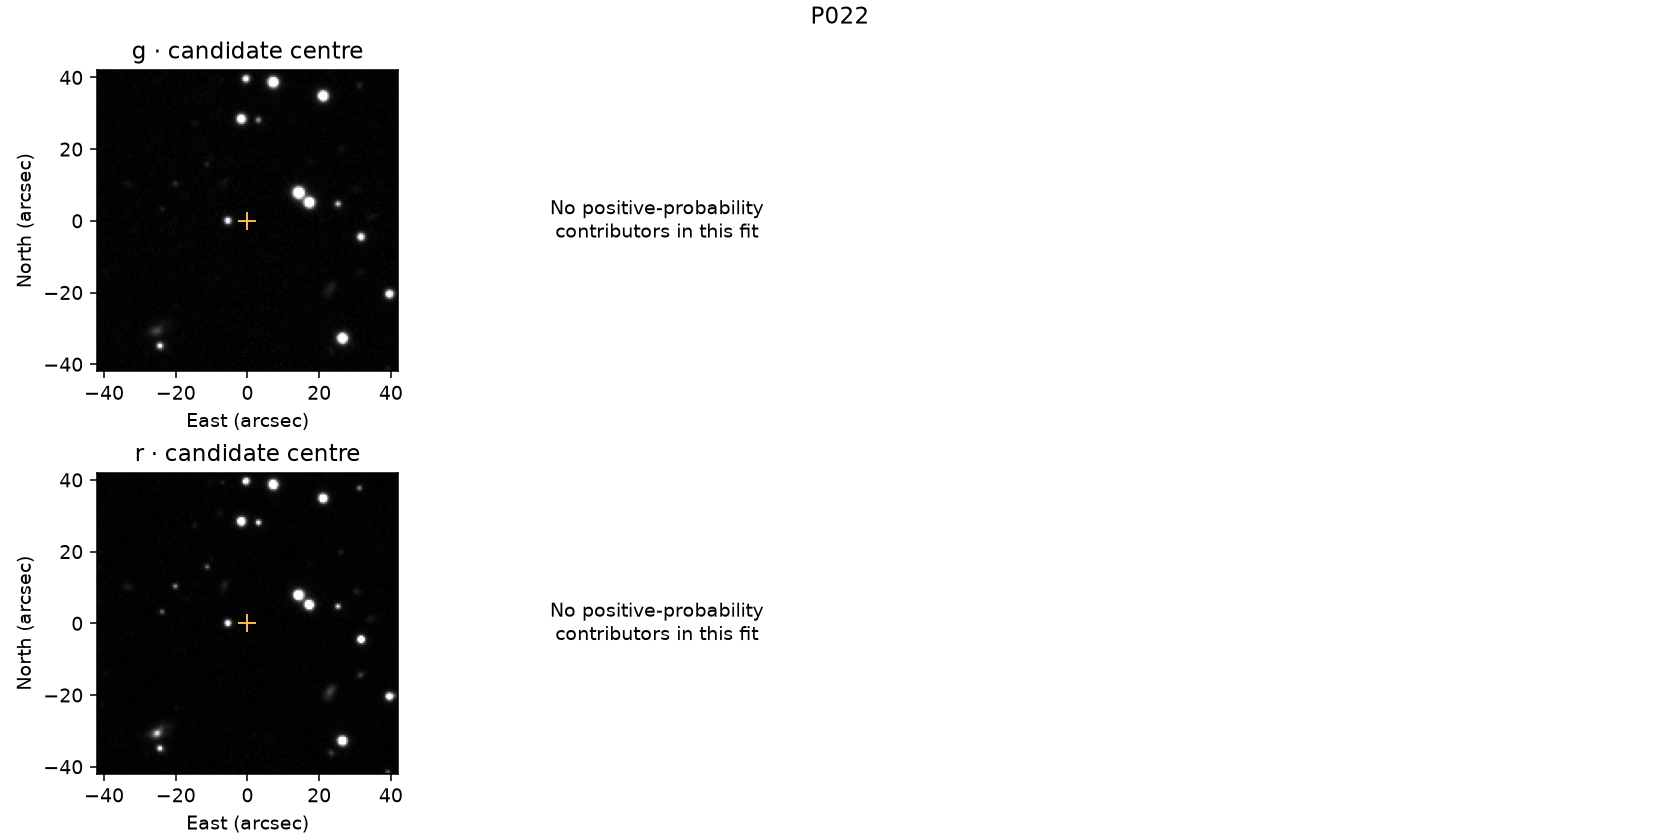 P022
g · candidate centre
40
20
0
−20
−40
North (arcsec)
−40 −20 0 20 40
East (arcsec)
No positive-probability
contributors in this fit
r · candidate centre
40
20
0
−20
−40
North (arcsec)
−40 −20 0 20 40
East (arcsec)
No positive-probability
contributors in this fit